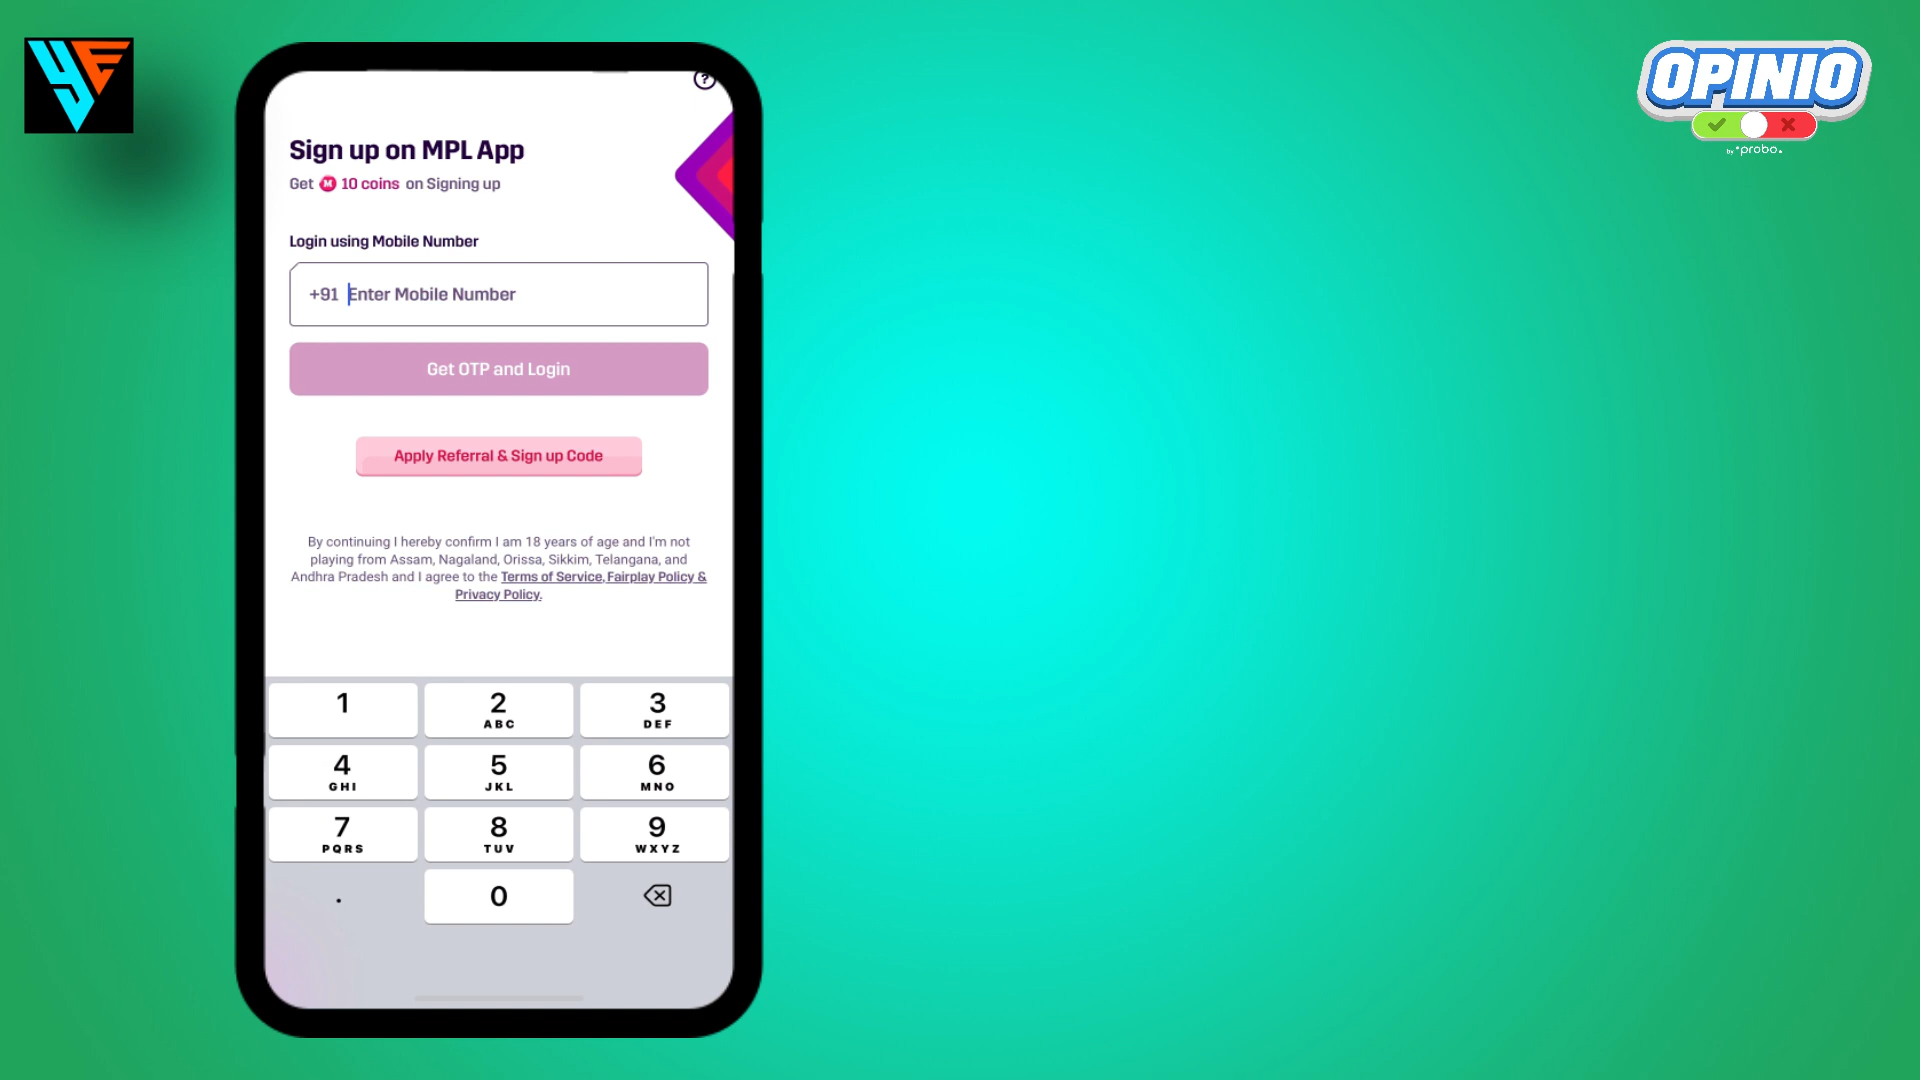 OPINIO
by probo.
?
Sign up on MPL App
Get M 10 coins on Signing up
Login using Mobile Number
+91 Enter Mobile Number
Get OTP and Login
Apply Referral & Sign up Code
By continuing I hereby confirm I am 18 years of age and I'm not
playing from Assam, Nagaland, Orissa, Sikkim, Telangana, and
Andhra Pradesh and I agree to the Terms of Service, Fairplay Policy &
Privacy Policy.
1 2 3
ABC DEF
4 5 6
GHI JKL MNO
7 8 9
PQRS TUV WXYZ
. 0